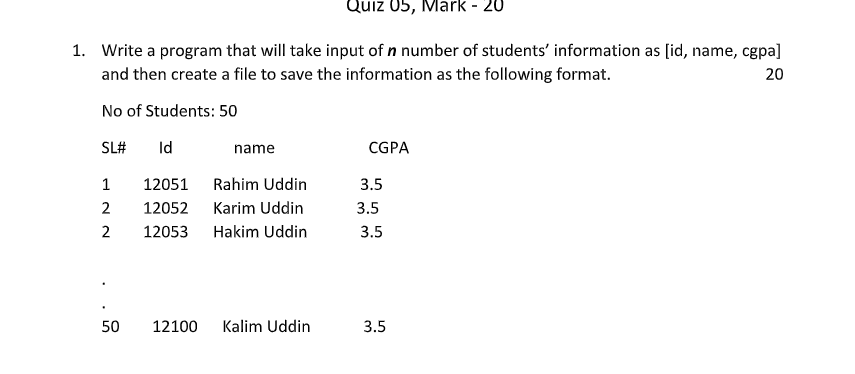 Quiz 05, Mark - 20
1. Write a program that will take input of n number of students' information as [id, name, cgpa]
and then create a file to save the information as the following format. 20
No of Students: 50
SL# Id name CGPA
1 12051 Rahim Uddin 3.5
2 12052 Karim Uddin 3.5
2 12053 Hakim Uddin 3.5
.
.
50 12100 Kalim Uddin 3.5